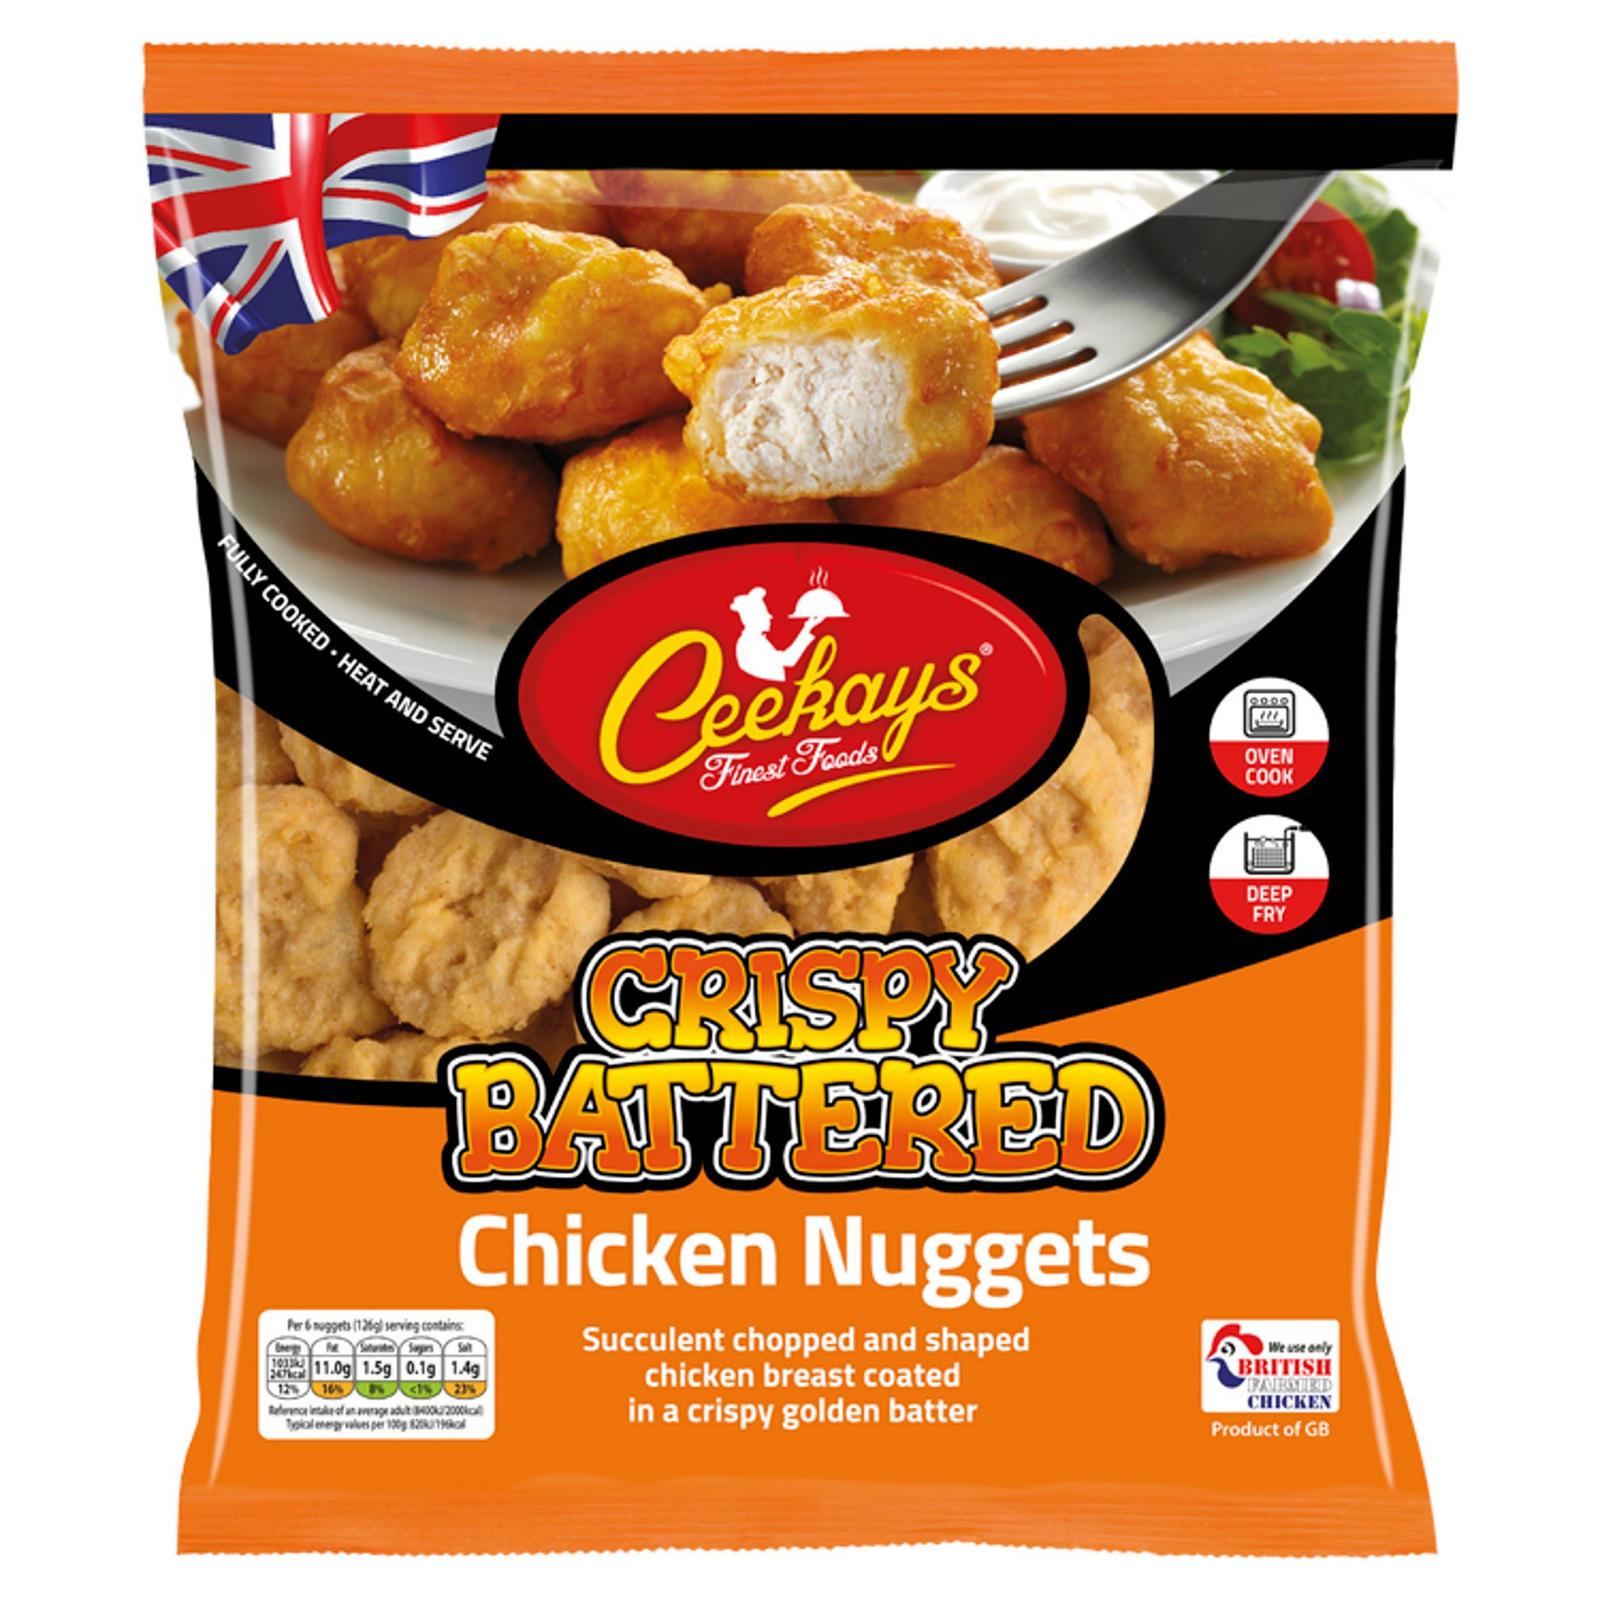 FULLY COOKED • HEAT AND SERVE
Ceekays®
Finest Foods
OVEN
COOK
DEEP
FRY
CRISPY
BATTERED
Chicken Nuggets
Succulent chopped and shaped
chicken breast coated
in a crispy golden batter
Per 6 nuggets (126g) serving contains:
Energy Fat Saturates Sugars Salt
1033kJ
247kcal 11.0g 1.5g 0.1g 1.4g
12% 16% 8% <1% 23%
Reference intake of an average adult (8400kJ/2000kcal)
Typical energy values per 100g: 820kJ/196kcal
We use only
BRITISH
FARMED
CHICKEN
Product of GB